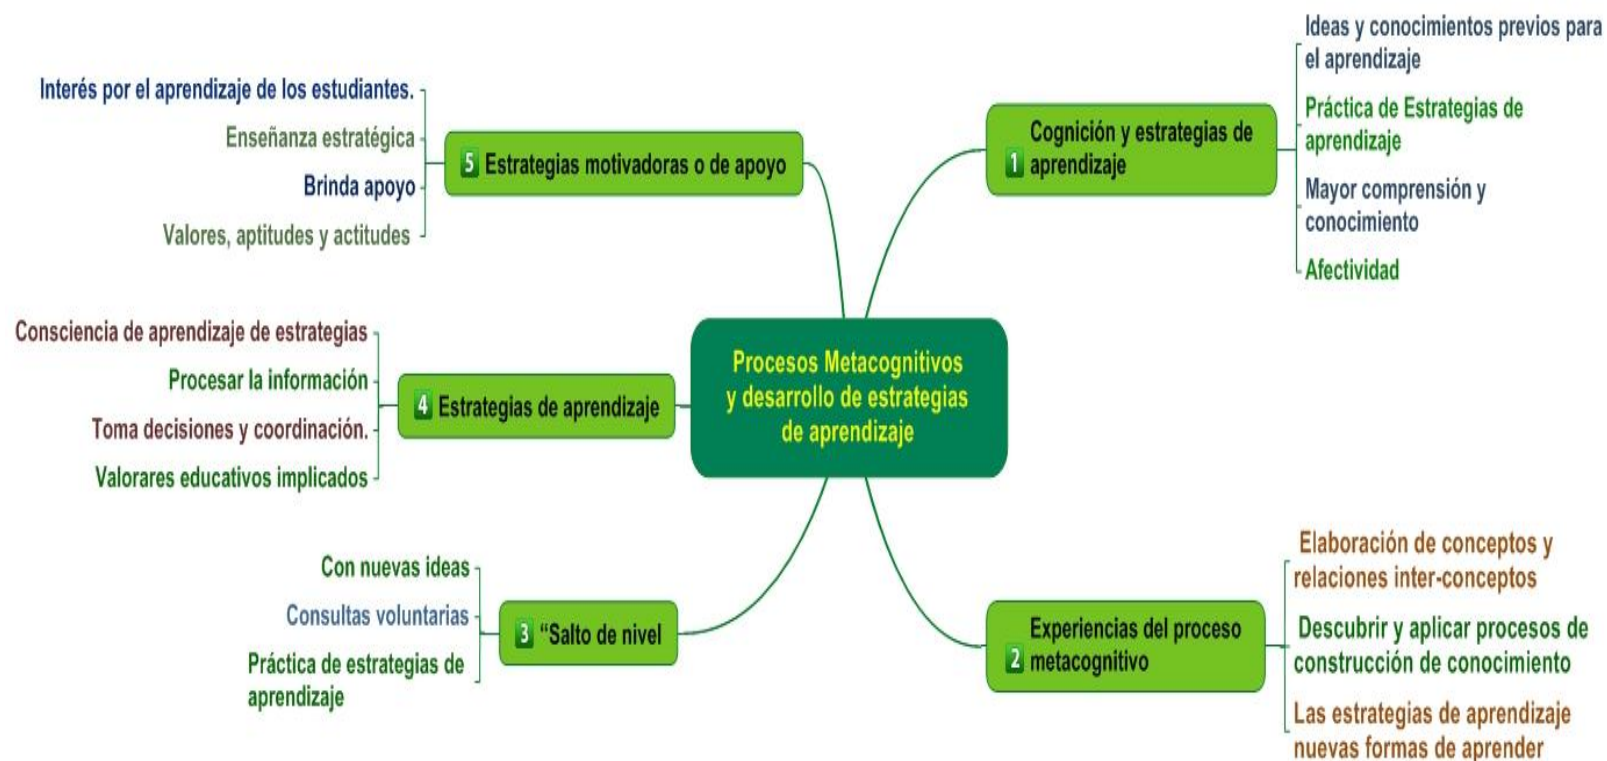 Procesos Metacognitivos
y desarrollo de estrategias
de aprendizaje
1
Cognición y estrategias de
aprendizaje
Ideas y conocimientos previos para
el aprendizaje
Práctica de Estrategias de
aprendizaje
Mayor comprensión y
conocimiento
Afectividad
2
Experiencias del proceso
metacognitivo
Elaboración de conceptos y
relaciones inter-conceptos
Descubrir y aplicar procesos de
construcción de conocimiento
Las estrategias de aprendizaje
nuevas formas de aprender
3 “Salto de nivel
Con nuevas ideas
Consultas voluntarias
Práctica de estrategias de
aprendizaje
4 Estrategias de aprendizaje
Consciencia de aprendizaje de estrategias
Procesar la información
Toma decisiones y coordinación.
Valorares educativos implicados
5 Estrategias motivadoras o de apoyo
Interés por el aprendizaje de los estudiantes.
Enseñanza estratégica
Brinda apoyo
Valores, aptitudes y actitudes